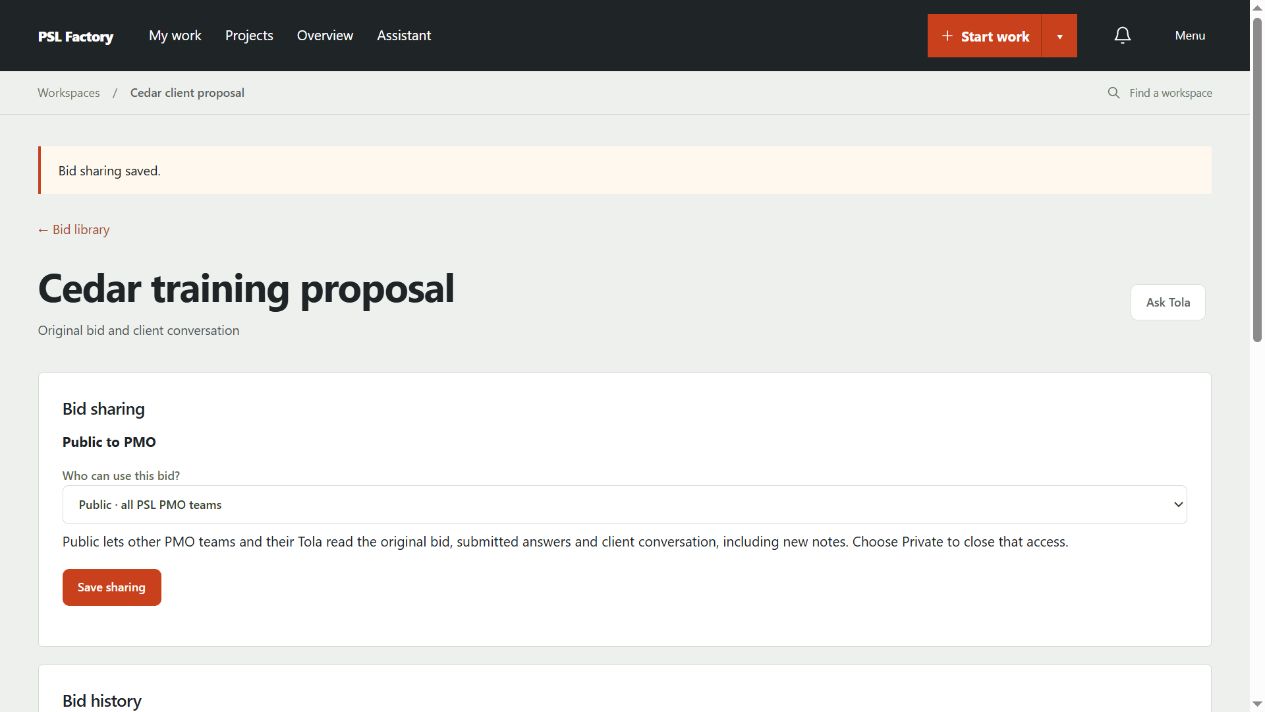 PSL Factory
My work
Projects
Overview
Assistant
+ Start work
Menu
Workspaces / Cedar client proposal
Find a workspace
Bid sharing saved.
← Bid library
Cedar training proposal
Ask Tola
Original bid and client conversation
Bid sharing
Public to PMO
Who can use this bid?
Public · all PSL PMO teams
Public lets other PMO teams and their Tola read the original bid, submitted answers and client conversation, including new notes. Choose Private to close that access.
Save sharing
Bid history